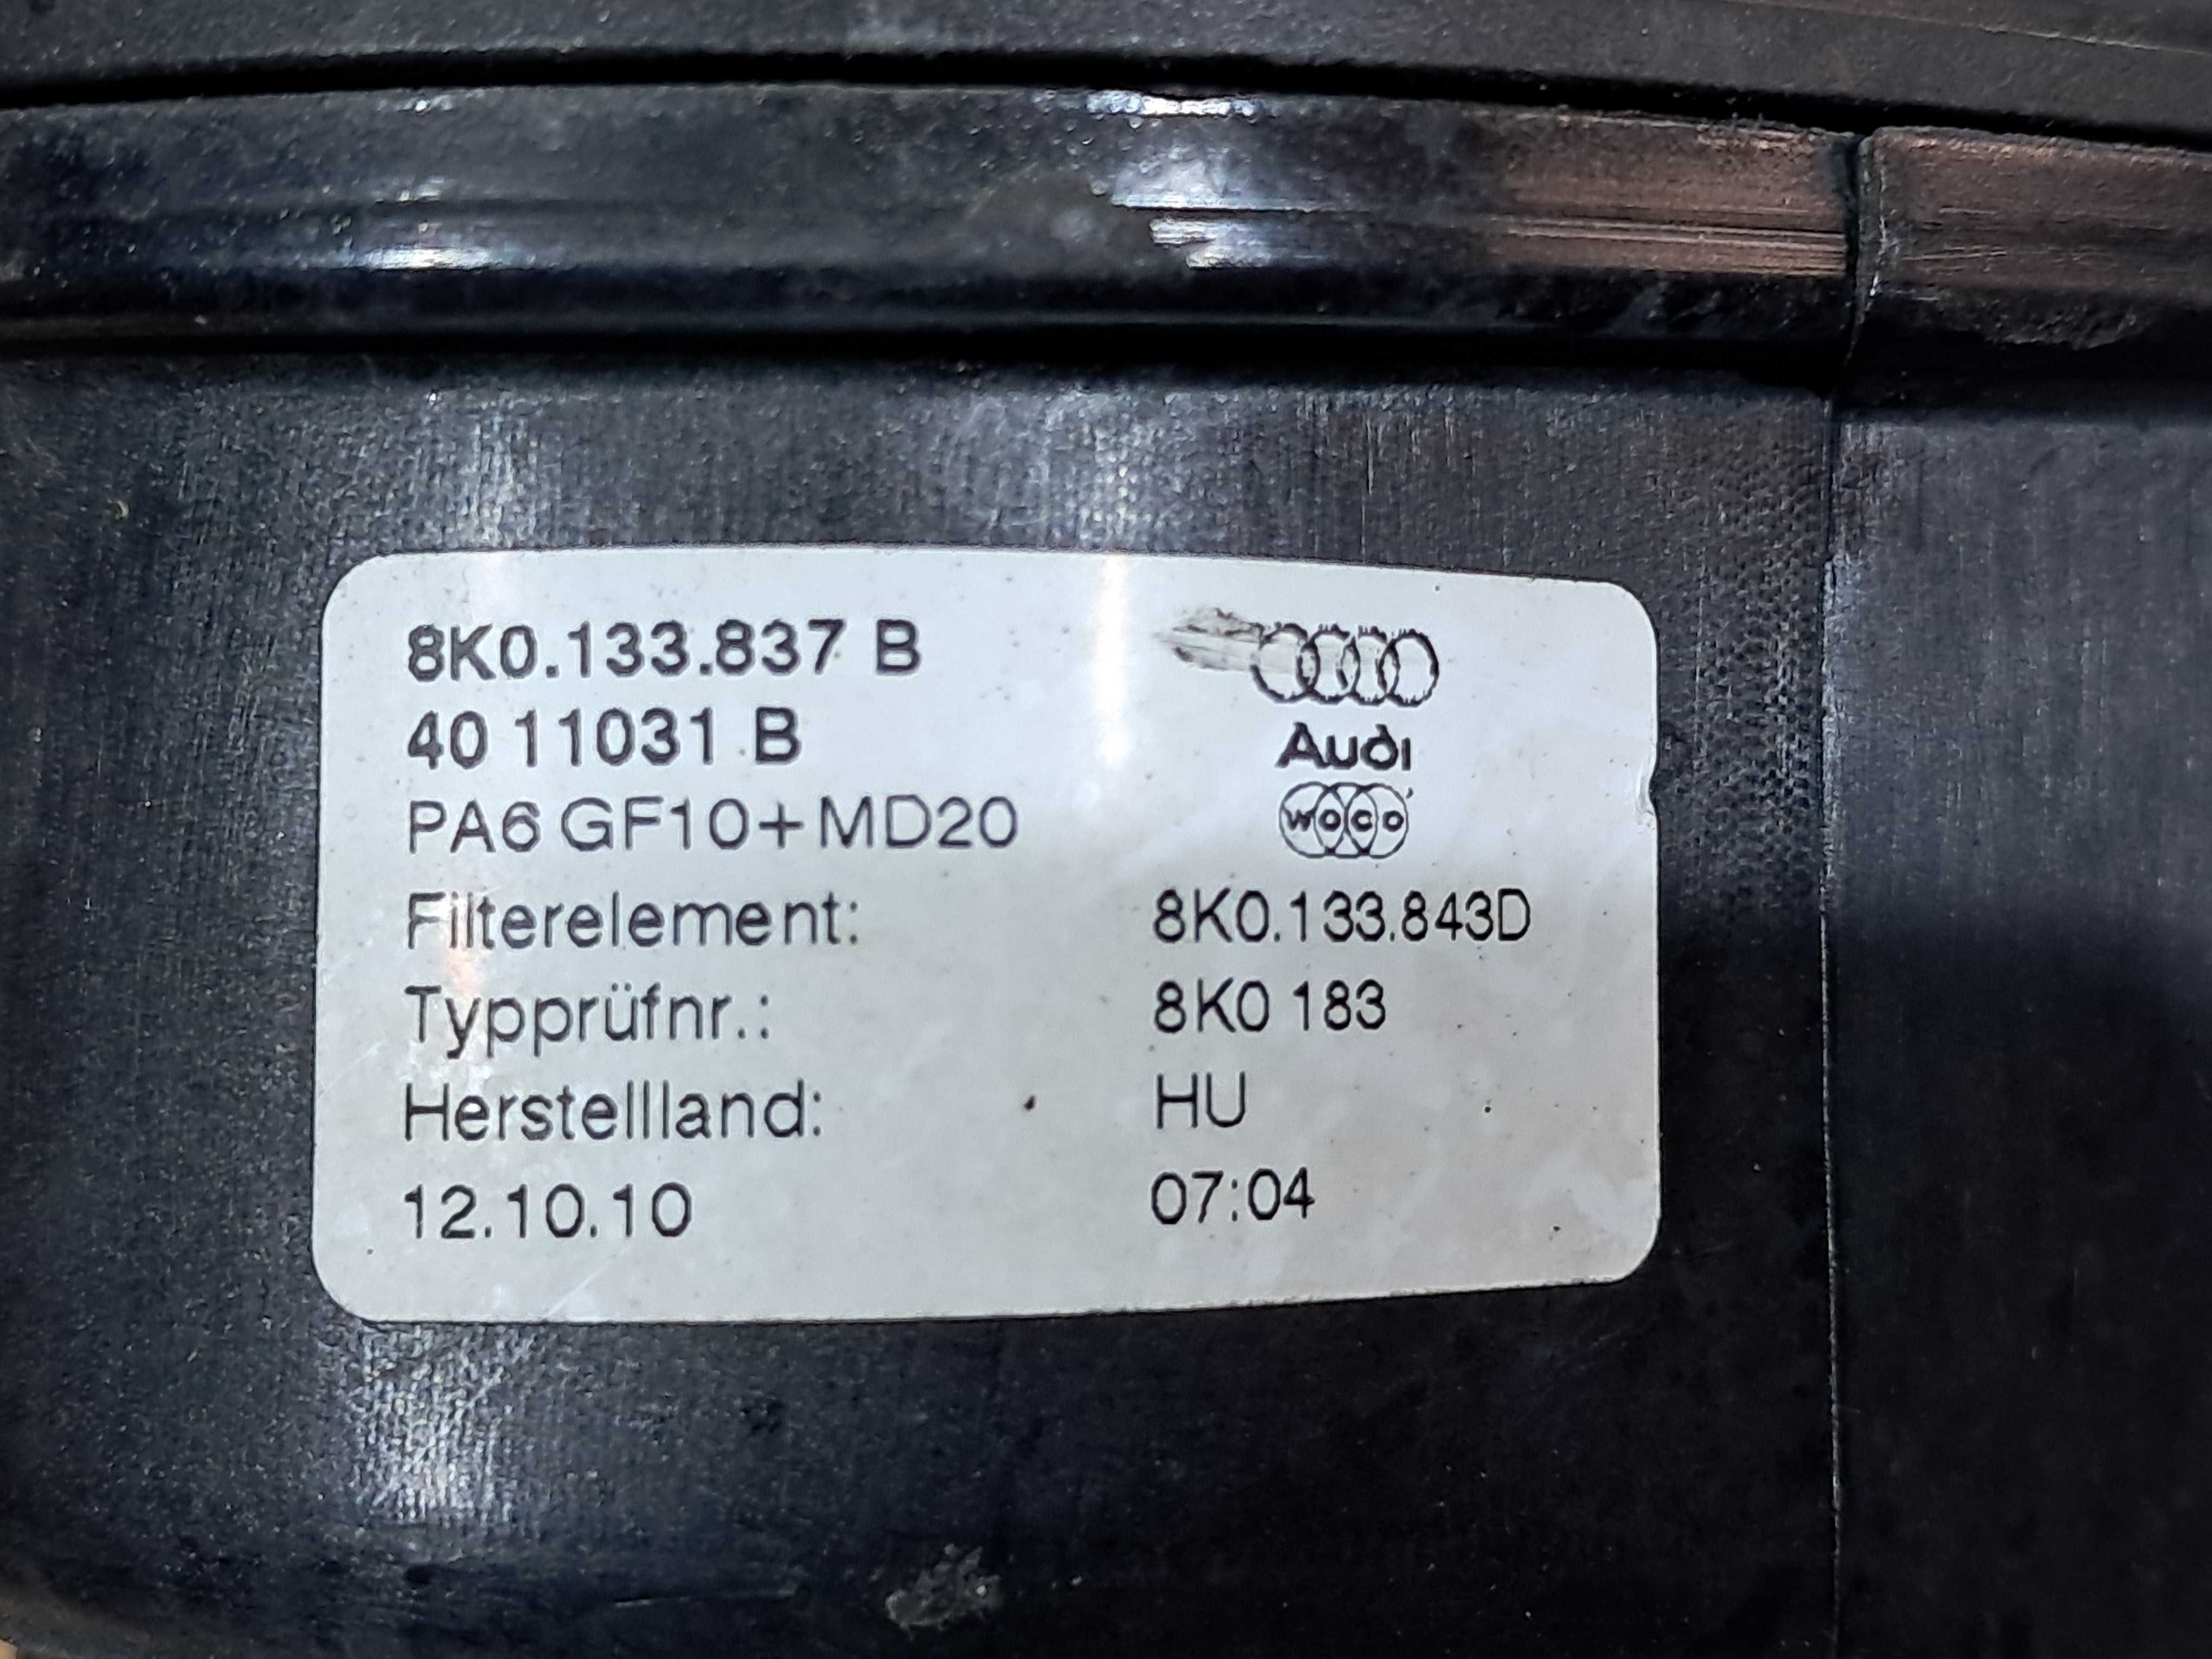 8K0.133.837 B
40 11031 B
Audi
PA6 GF10+MD20
woco
Filterelement: 8K0.133.843D
Typprüfnr.: 8K0 183
Herstellland: HU
12.10.10 07:04